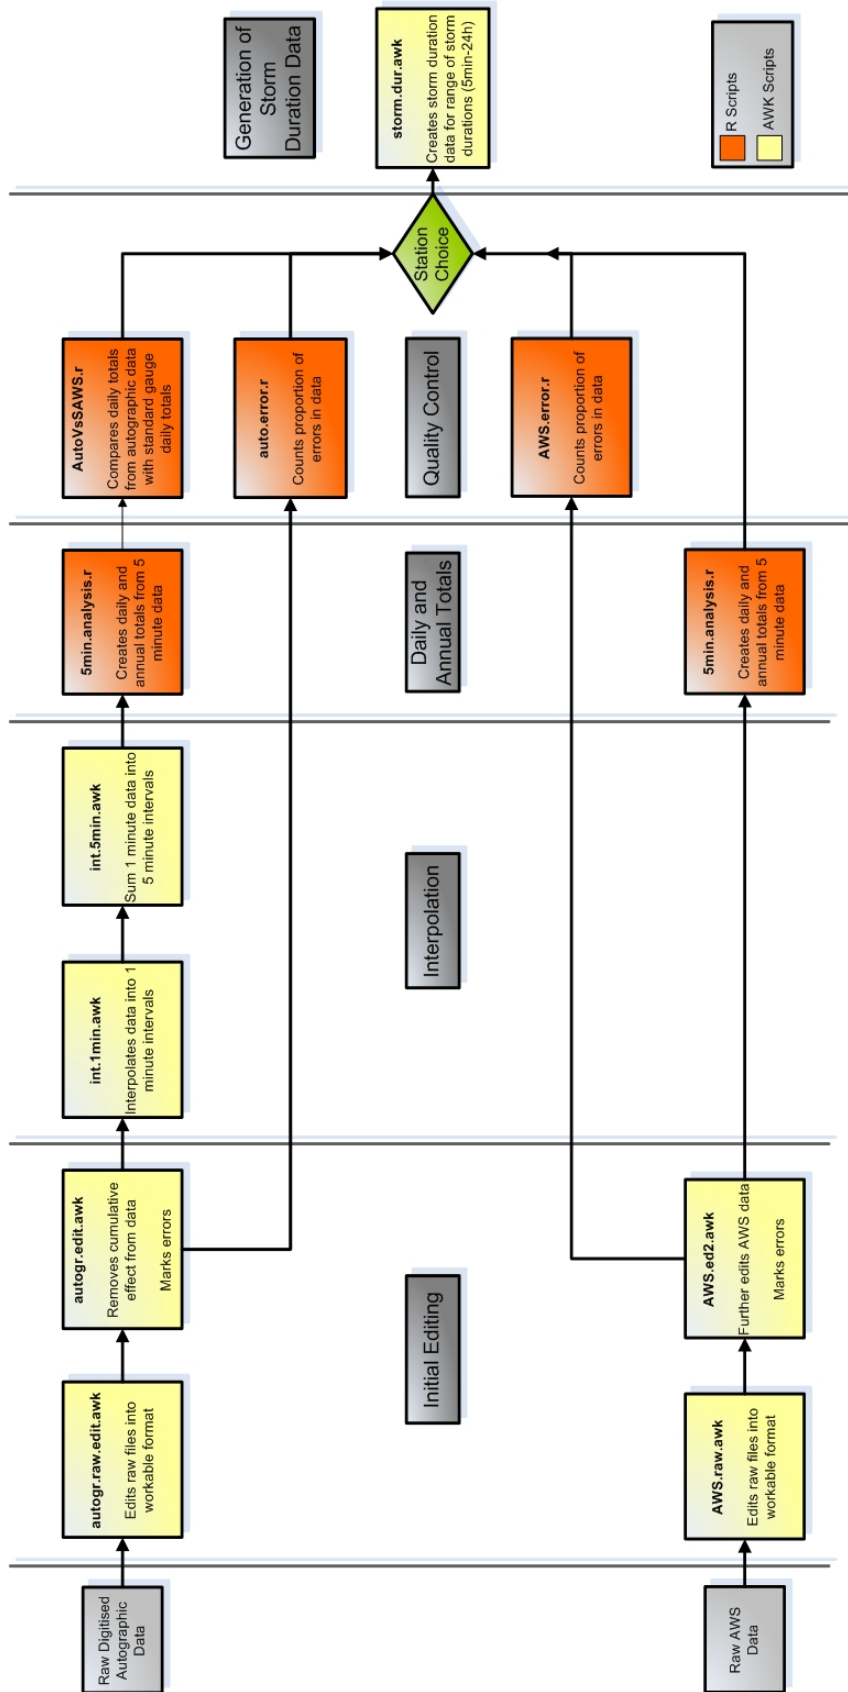 Raw Digitised
Autographic
Data
autogr.raw.edit.awk
Edits raw files into
workable format
autogr.edit.awk
Removes cumulative
effect from data
Marks errors
int.1min.awk
Interpolates data into 1
minute intervals
int.5min.awk
Sum 1 minute data into
5 minute intervals
5min.analysis.r
Creates daily and
annual totals from 5
minute data
AutoVsSAWS.r
Compares daily totals
from autographic data
with standard gauge
daily totals
auto.error.r
Counts proportion of
errors in data
Generation of
Storm
Duration Data
Initial Editing
Interpolation
Daily and
Annual Totals
Quality Control
Station
Choice
storm.dur.awk
Creates storm duration
data for range of storm
durations (5min-24h)
AWS.error.r
Counts proportion of
errors in data
Raw AWS
Data
AWS.raw.awk
Edits raw files into
workable format
AWS.ed2.awk
Further edits AWS data
Marks errors
5min.analysis.r
Creates daily and
annual totals from 5
minute data
R Scripts
AWK Scripts